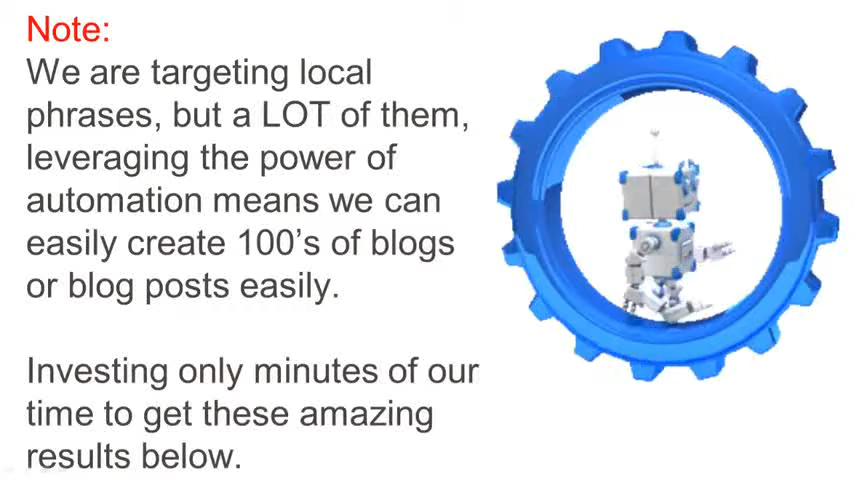 Note:
We are targeting local
phrases, but a LOT of them,
leveraging the power of
automation means we can
easily create 100’s of blogs
or blog posts easily.
Investing only minutes of our
time to get these amazing
results below.